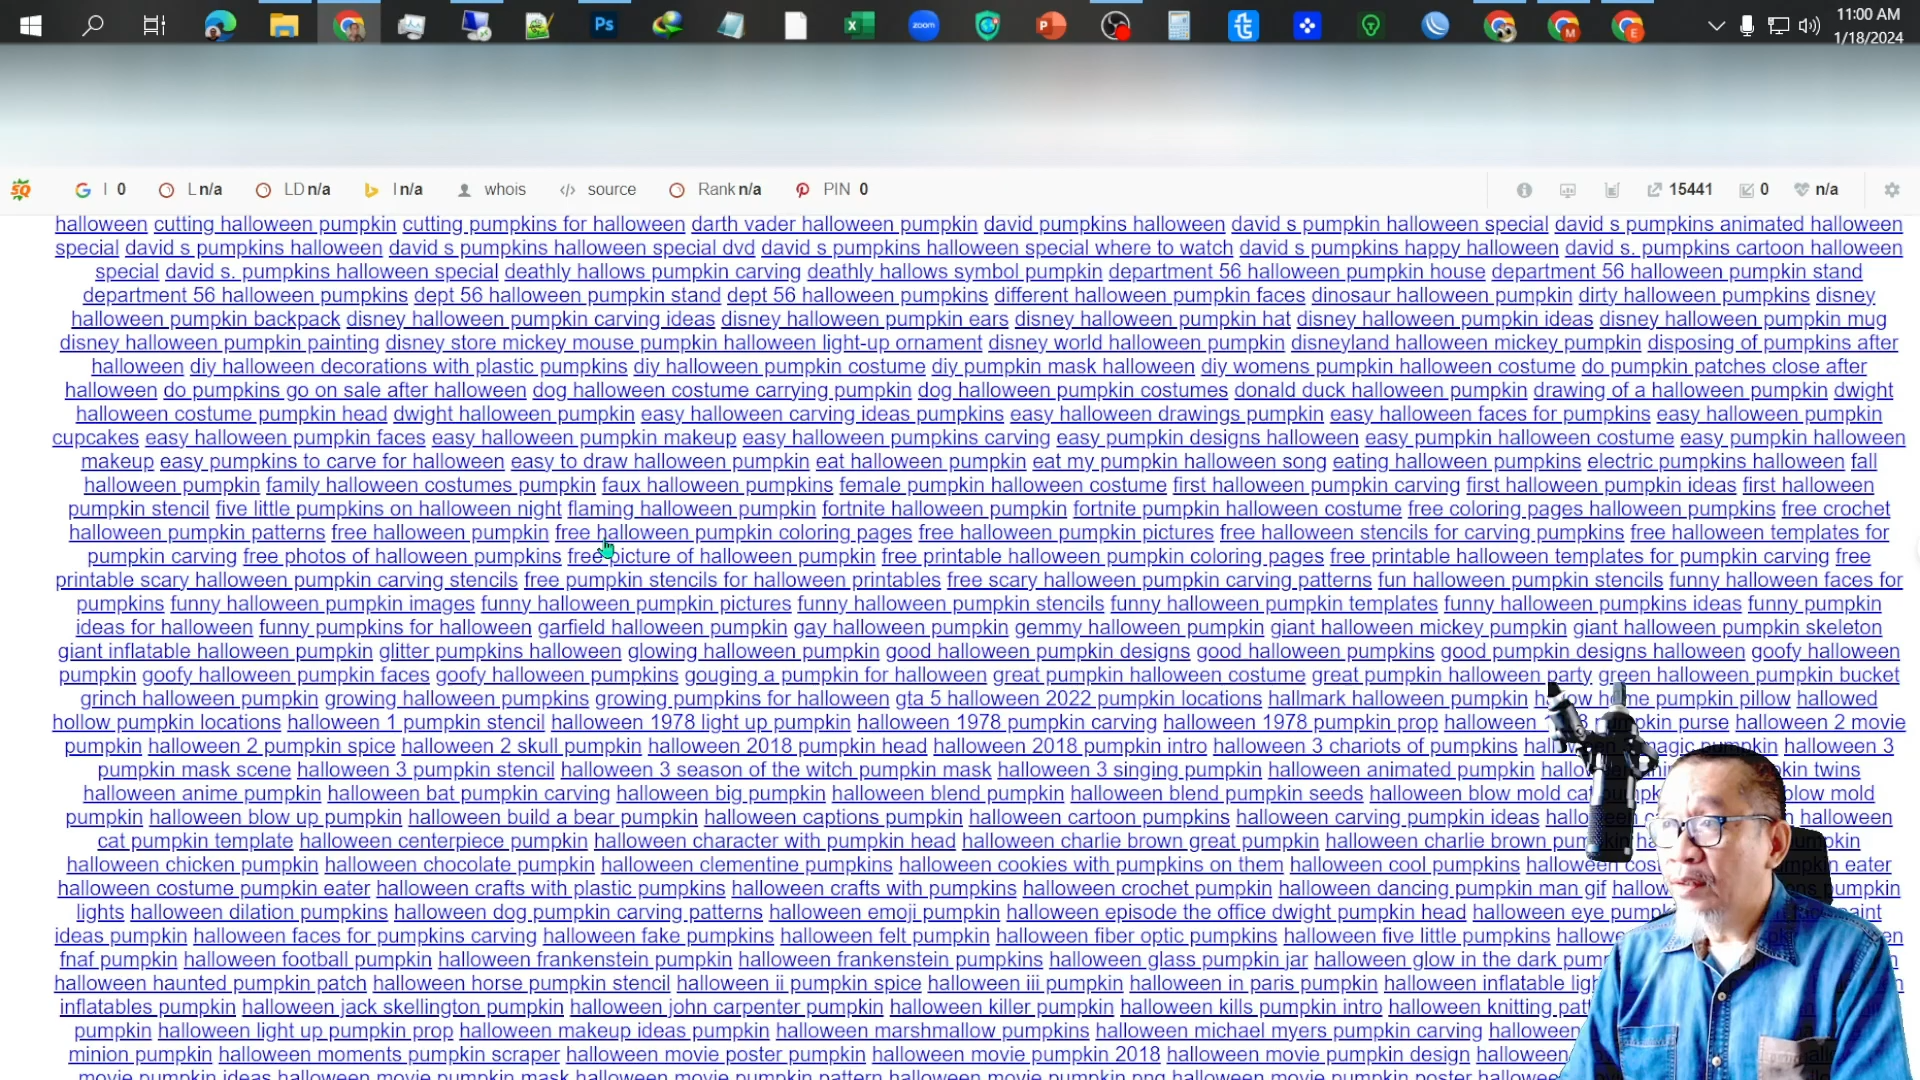 11:00 AM
1/18/2024
Ps
zoom
SQ
G I 0 L n/a LD n/a I n/a whois source Rank n/a PIN 0 15441 0 n/a
halloween cutting halloween pumpkin cutting pumpkins for halloween darth vader halloween pumpkin david pumpkins halloween david s pumpkin halloween special david s pumpkins animated halloween
special david s pumpkins halloween david s pumpkins halloween special dvd david s pumpkins halloween special where to watch david s pumpkins happy halloween david s. pumpkins cartoon halloween
special david s. pumpkins halloween special deathly hallows pumpkin carving deathly hallows symbol pumpkin department 56 halloween pumpkin house department 56 halloween pumpkin stand
department 56 halloween pumpkins dept 56 halloween pumpkin stand dept 56 halloween pumpkins different halloween pumpkin faces dinosaur halloween pumpkin dirty halloween pumpkins disney
halloween pumpkin backpack disney halloween pumpkin carving ideas disney halloween pumpkin ears disney halloween pumpkin hat disney halloween pumpkin ideas disney halloween pumpkin mug
disney halloween pumpkin painting disney store mickey mouse pumpkin halloween light-up ornament disney world halloween pumpkin disneyland halloween mickey pumpkin disposing of pumpkins after
halloween diy halloween decorations with plastic pumpkins diy halloween pumpkin costume diy pumpkin mask halloween diy womens pumpkin halloween costume do pumpkin patches close after
halloween do pumpkins go on sale after halloween dog halloween costume carrying pumpkin dog halloween pumpkin costumes donald duck halloween pumpkin drawing of a halloween pumpkin dwight
halloween costume pumpkin head dwight halloween pumpkin easy halloween carving ideas pumpkins easy halloween drawings pumpkin easy halloween faces for pumpkins easy halloween pumpkin
cupcakes easy halloween pumpkin faces easy halloween pumpkin makeup easy halloween pumpkins carving easy pumpkin designs halloween easy pumpkin halloween costume easy pumpkin halloween
makeup easy pumpkins to carve for halloween easy to draw halloween pumpkin eat halloween pumpkin eat my pumpkin halloween song eating halloween pumpkins electric pumpkins halloween fall
halloween pumpkin family halloween costumes pumpkin faux halloween pumpkins female pumpkin halloween costume first halloween pumpkin carving first halloween pumpkin ideas first halloween
pumpkin stencil five little pumpkins on halloween night flaming halloween pumpkin fortnite halloween pumpkin fortnite pumpkin halloween costume free coloring pages halloween pumpkins free crochet
halloween pumpkin patterns free halloween pumpkin free halloween pumpkin coloring pages free halloween pumpkin pictures free halloween stencils for carving pumpkins free halloween templates for
pumpkin carving free photos of halloween pumpkins free picture of halloween pumpkin free printable halloween pumpkin coloring pages free printable halloween templates for pumpkin carving free
printable scary halloween pumpkin carving stencils free pumpkin stencils for halloween printables free scary halloween pumpkin carving patterns fun halloween pumpkin stencils funny halloween faces for
pumpkins funny halloween pumpkin images funny halloween pumpkin pictures funny halloween pumpkin stencils funny halloween pumpkin templates funny halloween pumpkins ideas funny pumpkin
ideas for halloween funny pumpkins for halloween garfield halloween pumpkin gay halloween pumpkin gemmy halloween pumpkin giant halloween mickey pumpkin giant halloween pumpkin skeleton
giant inflatable halloween pumpkin glitter pumpkins halloween glowing halloween pumpkin good halloween pumpkin designs good halloween pumpkins good pumpkin designs halloween goofy halloween
pumpkin goofy halloween pumpkin faces goofy halloween pumpkins gouging a pumpkin for halloween great pumpkin halloween costume great pumpkin halloween party green halloween pumpkin bucket
grinch halloween pumpkin growing halloween pumpkins growing pumpkins for halloween gta 5 halloween 2022 pumpkin locations hallmark halloween pumpkin pumpkin pillow hallowed
hollow pumpkin locations halloween 1 pumpkin stencil halloween 1978 light up pumpkin halloween 1978 pumpkin carving halloween 1978 pumpkin prop halloween pumpkin purse halloween 2 movie
pumpkin halloween 2 pumpkin spice halloween 2 skull pumpkin halloween 2018 pumpkin head halloween 2018 pumpkin intro halloween 3 chariots of pumpkins magic pumpkin halloween 3
pumpkin mask scene halloween 3 pumpkin stencil halloween 3 season of the witch pumpkin mask halloween 3 singing pumpkin halloween animated pumpkin twins
halloween anime pumpkin halloween bat pumpkin carving halloween big pumpkin halloween blend pumpkin halloween blend pumpkin seeds halloween blow mold cat blow mold
pumpkin halloween blow up pumpkin halloween build a bear pumpkin halloween captions pumpkin halloween cartoon pumpkins halloween carving pumpkin ideas halloween
cat pumpkin template halloween centerpiece pumpkin halloween character with pumpkin head halloween charlie brown great pumpkin halloween charlie brown
halloween chicken pumpkin halloween chocolate pumpkin halloween clementine pumpkins halloween cookies with pumpkins on them halloween cool pumpkins eater
halloween costume pumpkin eater halloween crafts with plastic pumpkins halloween crafts with pumpkins halloween crochet pumpkin halloween dancing pumpkin man gif pumpkin
lights halloween dilation pumpkins halloween dog pumpkin carving patterns halloween emoji pumpkin halloween episode the office dwight pumpkin head halloween eye paint
ideas pumpkin halloween faces for pumpkins carving halloween fake pumpkins halloween felt pumpkin halloween fiber optic pumpkins halloween five little pumpkins
fnaf pumpkin halloween football pumpkin halloween frankenstein pumpkin halloween frankenstein pumpkins halloween glass pumpkin jar halloween glow in the dark
halloween haunted pumpkin patch halloween horse pumpkin stencil halloween ii pumpkin spice halloween iii pumpkin halloween in paris pumpkin halloween inflatable
inflatables pumpkin halloween jack skellington pumpkin halloween john carpenter pumpkin halloween killer pumpkin halloween kills pumpkin intro halloween knitting
pumpkin halloween light up pumpkin prop halloween makeup ideas pumpkin halloween marshmallow pumpkins halloween michael myers pumpkin carving halloween
minion pumpkin halloween moments pumpkin scraper halloween movie poster pumpkin halloween movie pumpkin 2018 halloween movie pumpkin design halloween
movie pumpkin ideas halloween movie pumpkin mask halloween movie pumpkin pattern halloween movie pumpkin png halloween movie pumpkin poster halloween